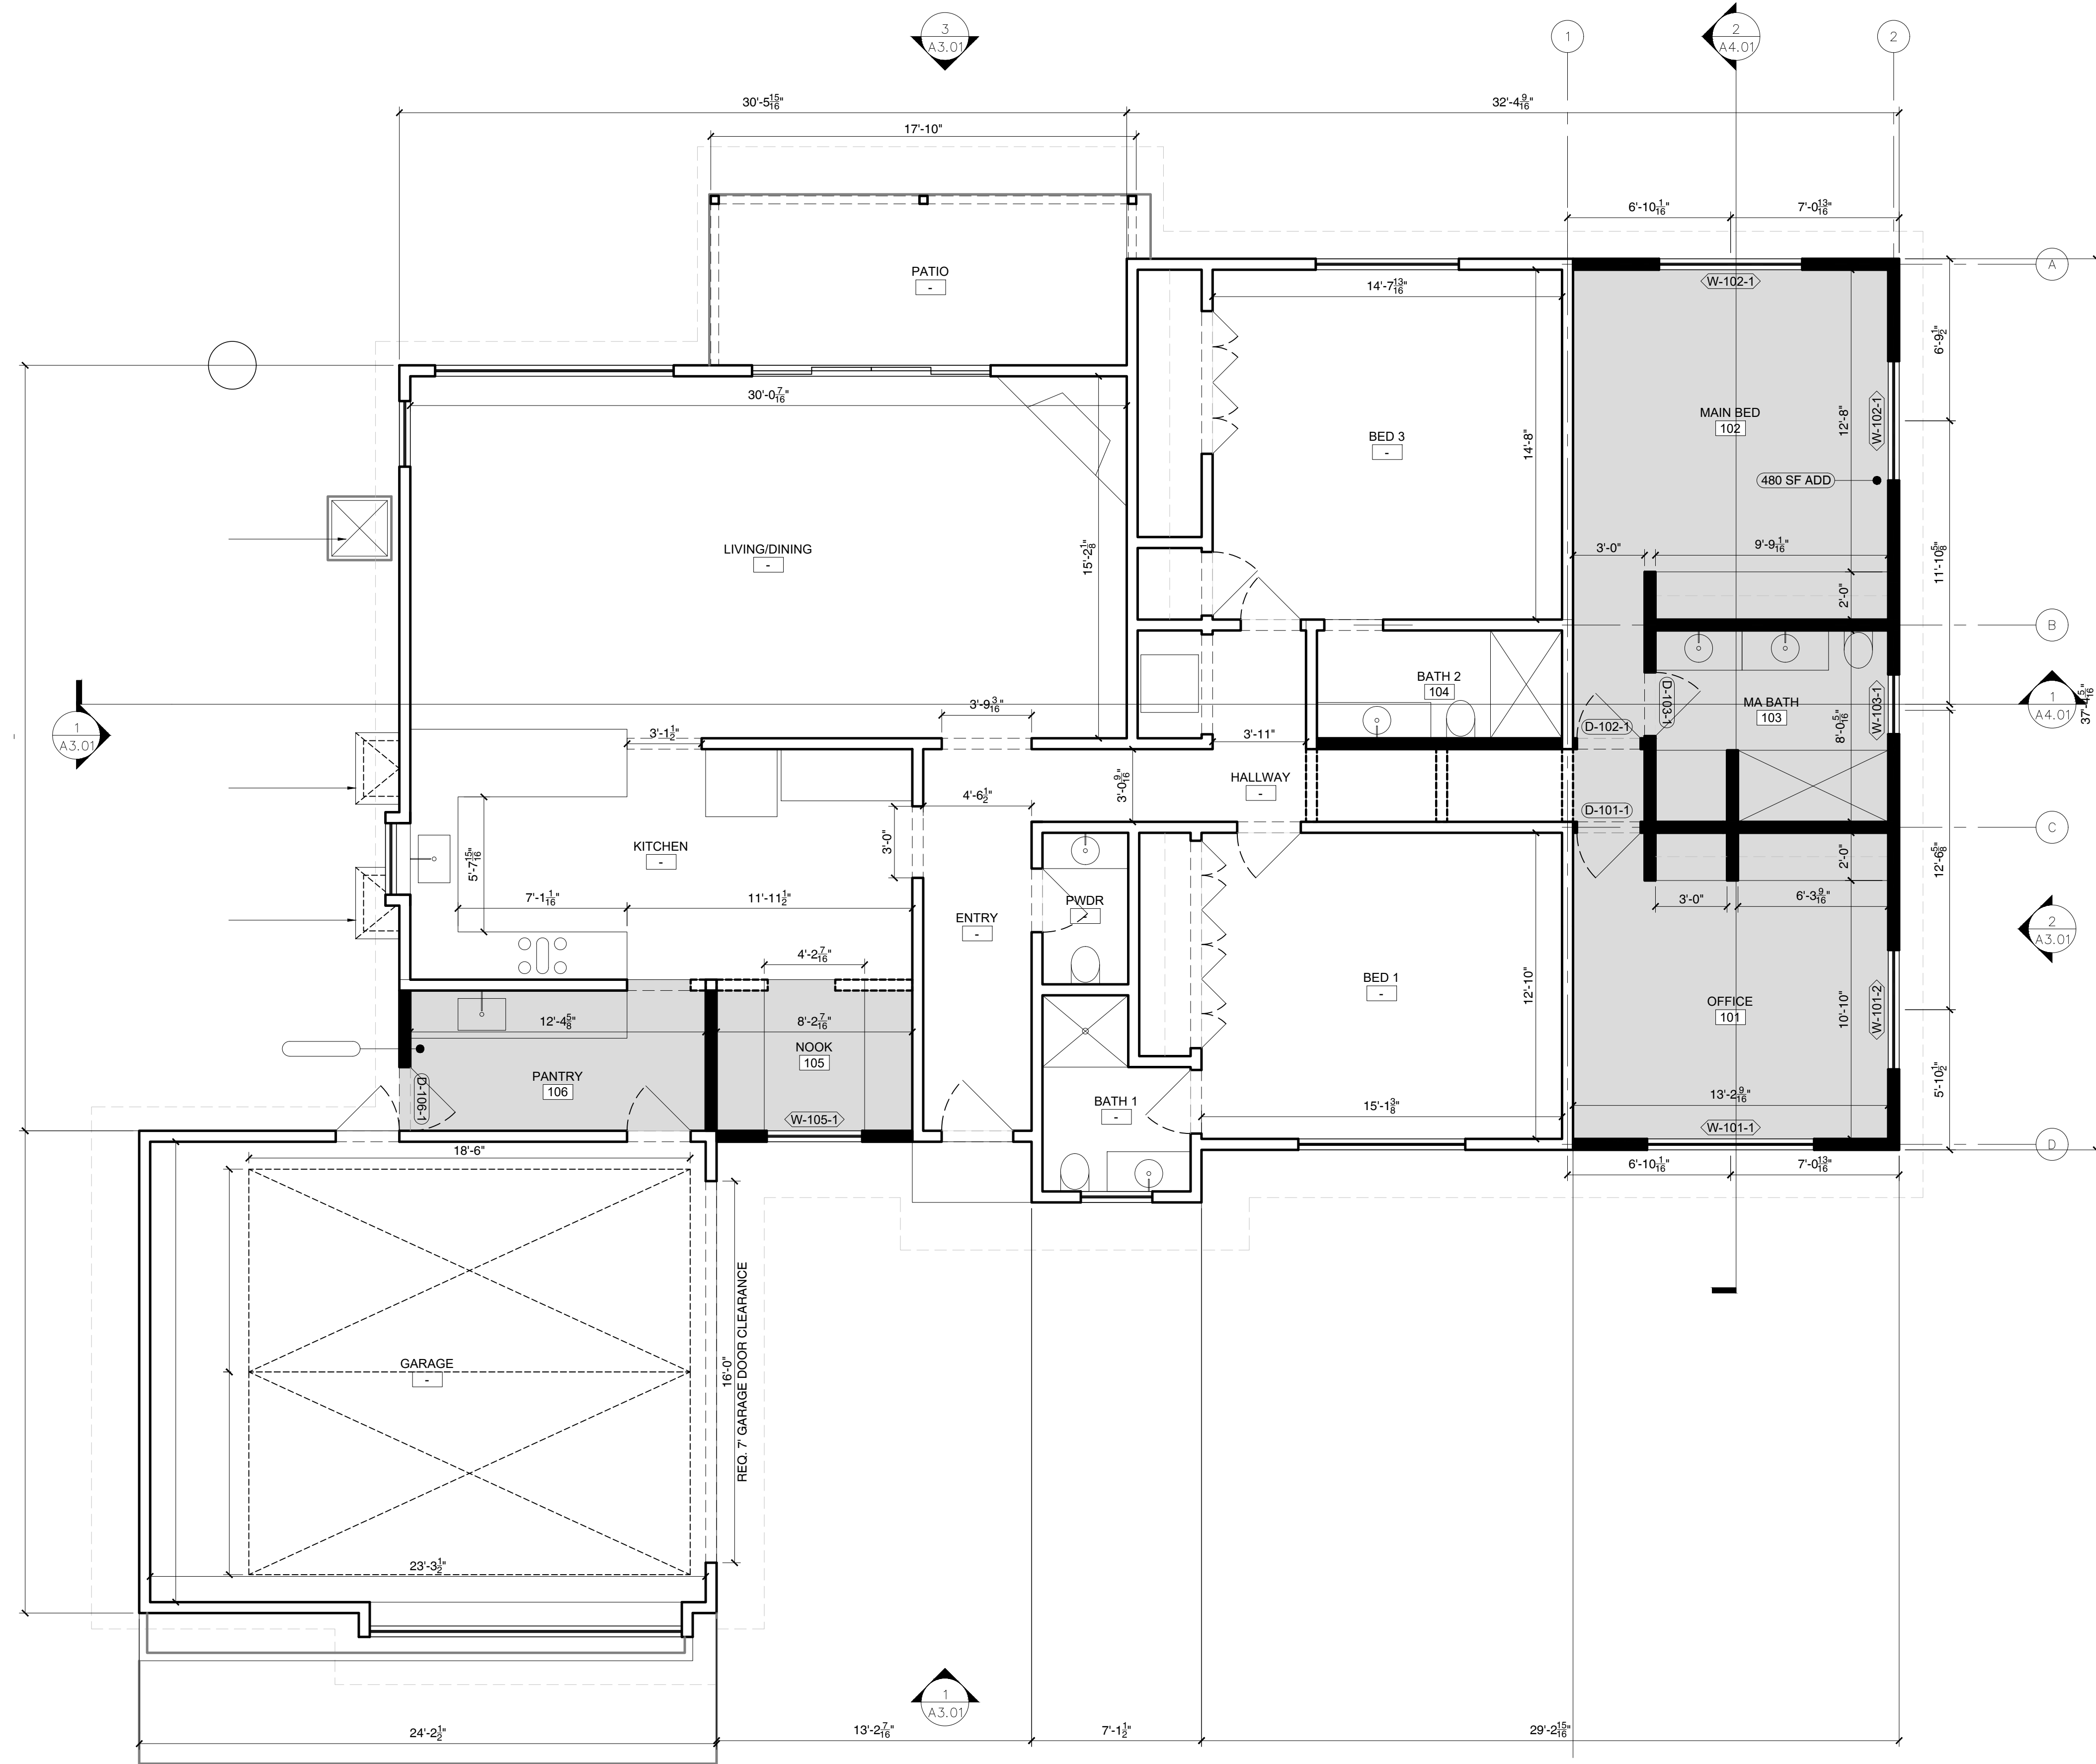 3
A3.01
1
2
A4.01
2
30'-5 15/16"
32'-4 9/16"
17'-10"
6'-10 1/16"
7'-0 13/16"
A
PATIO
-
W-102-1
14'-7 13/16"
6'-9 1/2"
30'-0 7/16"
MAIN BED
102
12'-8"
W-102-1
BED 3
-
14'-8"
480 SF ADD
LIVING/DINING
-
15'-2 1/8"
3'-0"
9'-9 1/16"
11'-10 5/8"
2'-0"
B
BATH 2
104
D-103-1
MA BATH
103
8'-0 5/16"
W-103-1
1
A4.01
37'-4 5/16"
3'-9 3/16"
D-102-1
1
A3.01
3'-1 1/2"
3'-11"
HALLWAY
-
3'-0 9/16"
4'-6 1/2"
D-101-1
C
KITCHEN
-
3'-0"
5'-7 15/16"
2'-0"
12'-6 5/8"
7'-1 1/16"
11'-11 1/2"
PWDR
-
3'-0"
6'-3 9/16"
ENTRY
-
2
A3.01
4'-2 7/16"
BED 1
-
12'-10"
OFFICE
101
10'-10"
W-101-2
12'-4 5/8"
8'-2 7/16"
NOOK
105
PANTRY
106
D-106-1
5'-10 1/2"
13'-2 9/16"
BATH 1
-
15'-1 3/8"
W-105-1
W-101-1
D
18'-6"
6'-10 1/16"
7'-0 13/16"
GARAGE
-
16'-0"
REQ. 7' GARAGE DOOR CLEARANCE
23'-3 1/2"
1
A3.01
24'-2 1/2"
13'-2 7/16"
7'-1 1/2"
29'-2 15/16"